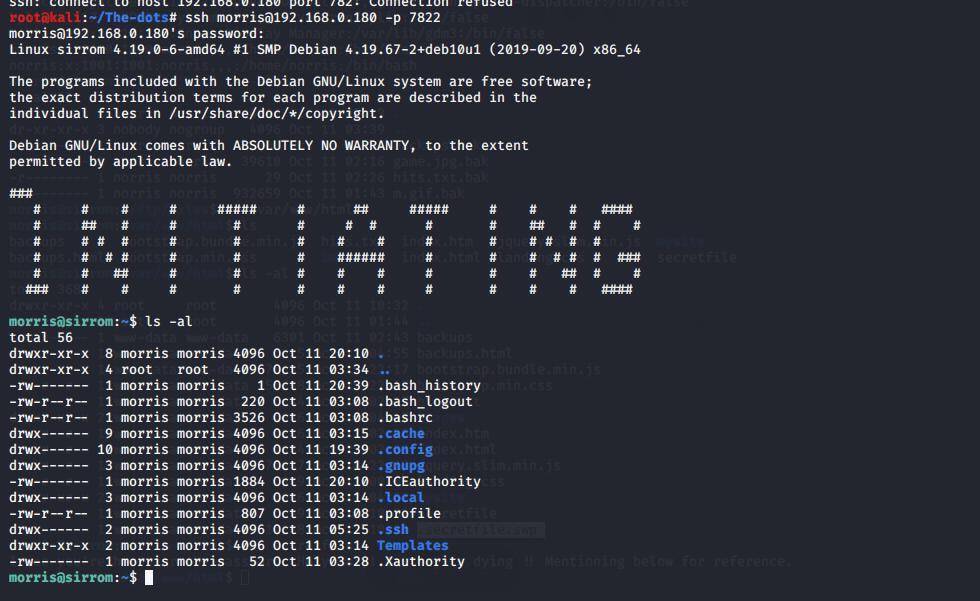 ssh: connect to host 192.168.0.180 port 782: Connection refused
root@kali:~/The-dots# ssh morris@192.168.0.180 -p 7822
morris@192.168.0.180's password:
Linux sirrom 4.19.0-6-amd64 #1 SMP Debian 4.19.67-2+deb10u1 (2019-09-20) x86_64
The programs included with the Debian GNU/Linux system are free software;
the exact distribution terms for each program are described in the
individual files in /usr/share/doc/*/copyright.
Debian GNU/Linux comes with ABSOLUTELY NO WARRANTY, to the extent
permitted by applicable law.
INITIATING
morris@sirrom:~$ ls -al
total 56
drwxr-xr-x 8 morris morris 4096 Oct 11 20:10 .
drwxr-xr-x 4 root root 4096 Oct 11 03:34 ..
-rw------- 1 morris morris 1 Oct 11 20:39 .bash_history
-rw-r--r-- 1 morris morris 220 Oct 11 03:08 .bash_logout
-rw-r--r-- 1 morris morris 3526 Oct 11 03:08 .bashrc
drwx------ 9 morris morris 4096 Oct 11 03:15 .cache
drwx------ 10 morris morris 4096 Oct 11 19:39 .config
drwx------ 3 morris morris 4096 Oct 11 03:14 .gnupg
-rw------- 1 morris morris 1884 Oct 11 20:10 .ICEauthority
drwx------ 3 morris morris 4096 Oct 11 03:14 .local
-rw-r--r-- 1 morris morris 807 Oct 11 03:08 .profile
drwx------ 2 morris morris 4096 Oct 11 05:25 .ssh
drwxr-xr-x 2 morris morris 4096 Oct 11 03:14 Templates
-rw------- 1 morris morris 52 Oct 11 03:28 .Xauthority
morris@sirrom:~$